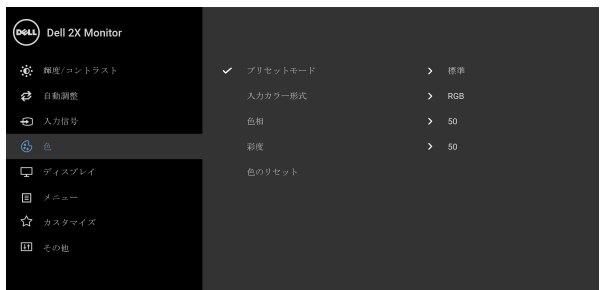 DELL Dell 2X Monitor
輝度/コントラスト
自動調整
入力信号
色
ディスプレイ
メニュー
カスタマイズ
その他
プリセットモード 標準
入力カラー形式 RGB
色相 50
彩度 50
色のリセット